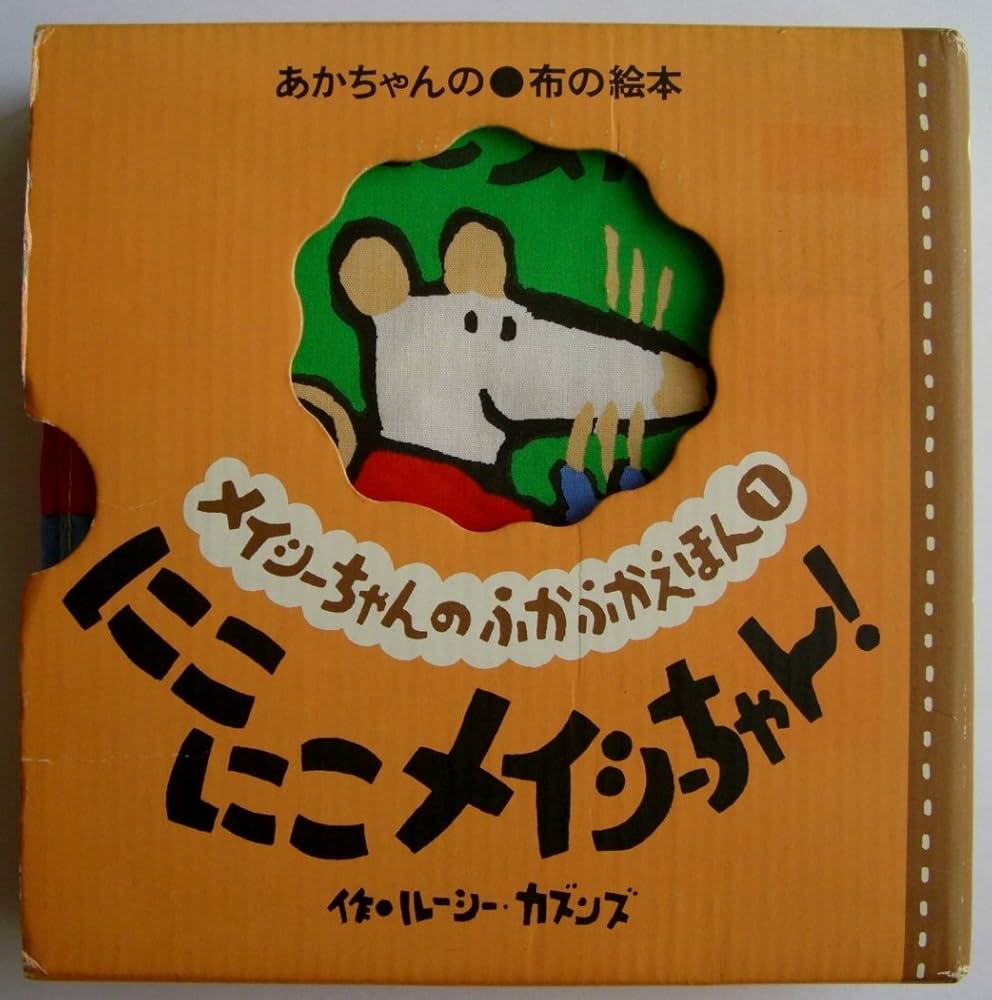 あかちゃんの●布の絵本
メイシーちゃんのふかふかえほん①
にこにこメイシーちゃん!
作・ルーシー・カズンズ